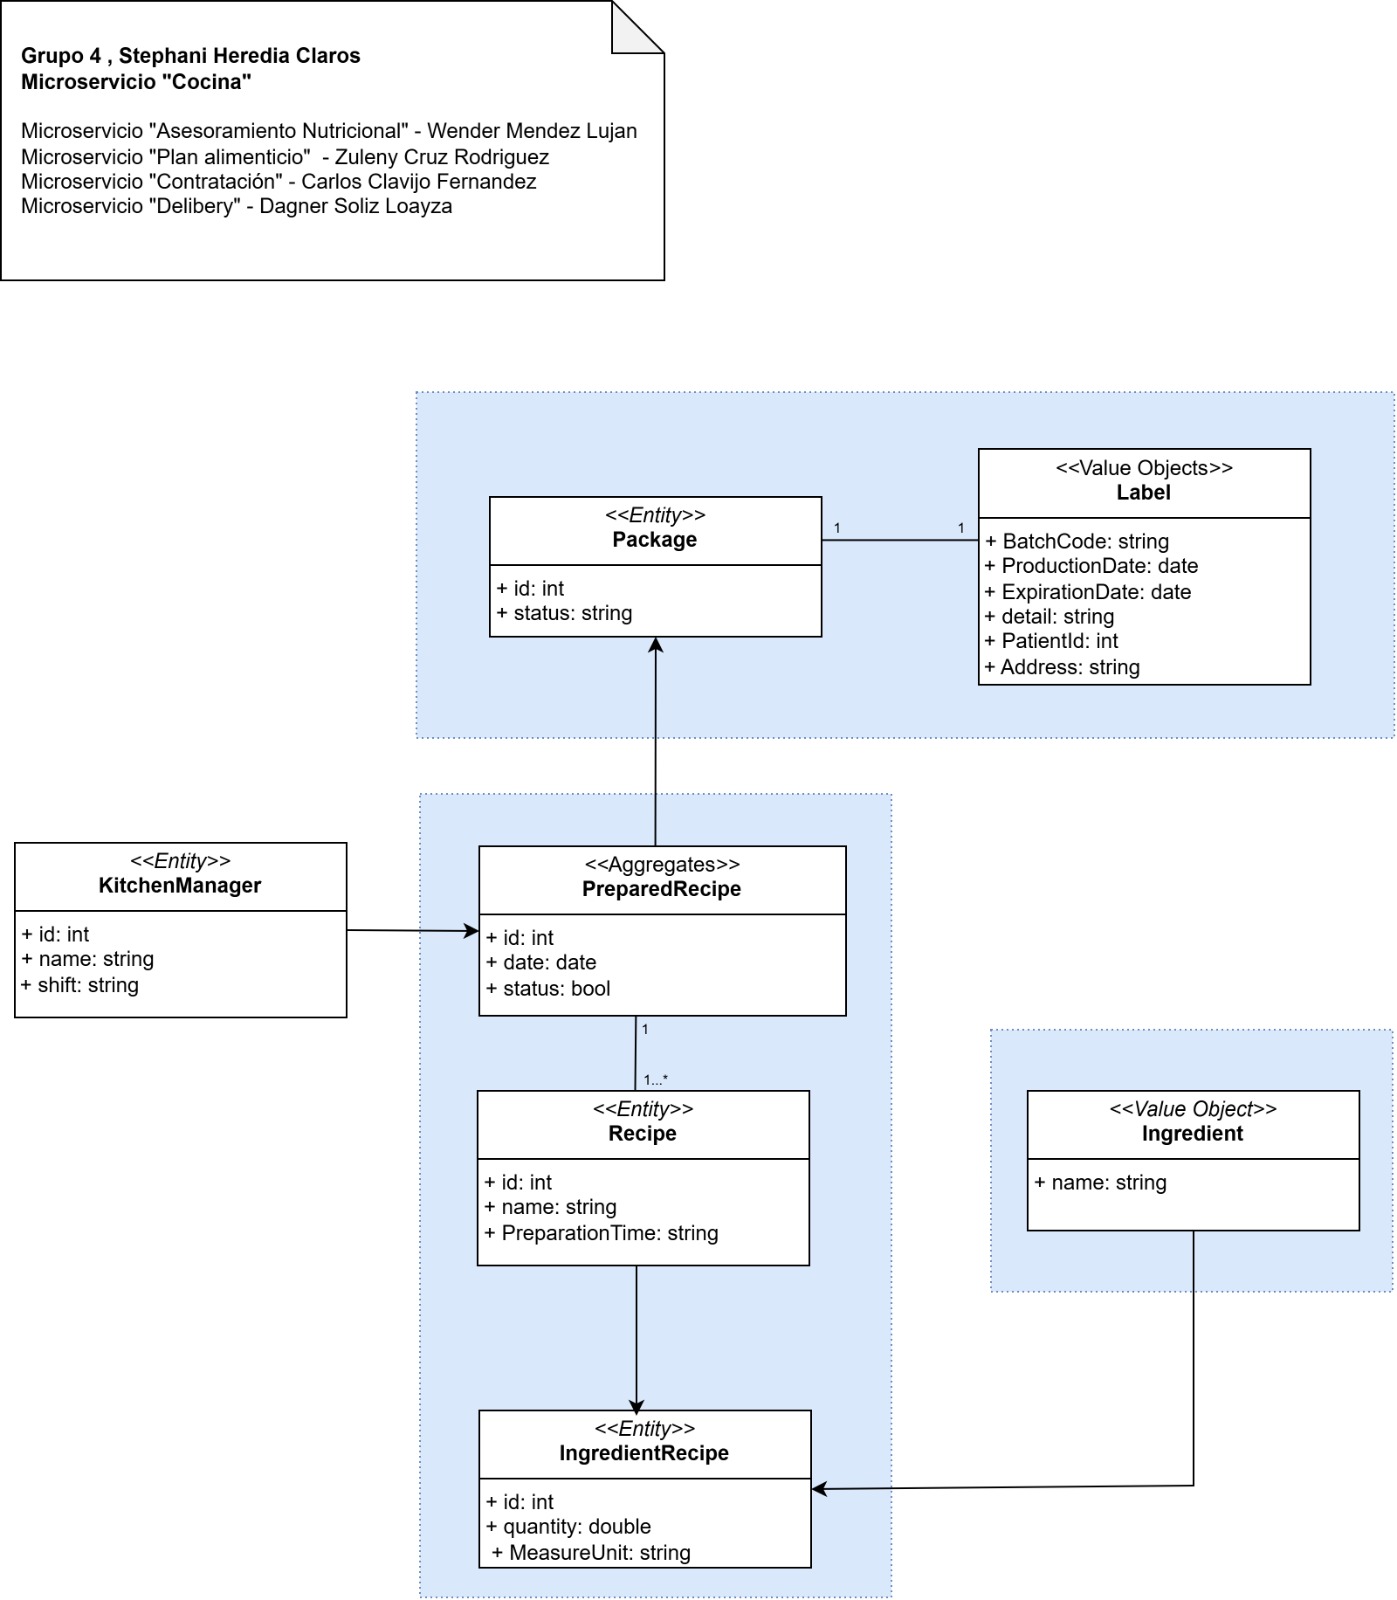 Grupo 4 , Stephani Heredia Claros
Microservicio "Cocina"
Microservicio "Asesoramiento Nutricional" - Wender Mendez Lujan
Microservicio "Plan alimenticio"  - Zuleny Cruz Rodriguez
Microservicio "Contratación" - Carlos Clavijo Fernandez
Microservicio "Delibery" - Dagner Soliz Loayza
<<Value Objects>>
Label
+ BatchCode: string
+ ProductionDate: date
+ ExpirationDate: date
+ detail: string
+ PatientId: int
+ Address: string
<<Entity>>
Package
+ id: int
+ status: string
1
1
<<Entity>>
KitchenManager
+ id: int
+ name: string
+ shift: string
<<Aggregates>>
PreparedRecipe
+ id: int
+ date: date
+ status: bool
1
1...*
<<Entity>>
Recipe
+ id: int
+ name: string
+ PreparationTime: string
<<Value Object>>
Ingredient
+ name: string
<<Entity>>
IngredientRecipe
+ id: int
+ quantity: double
+ MeasureUnit: string